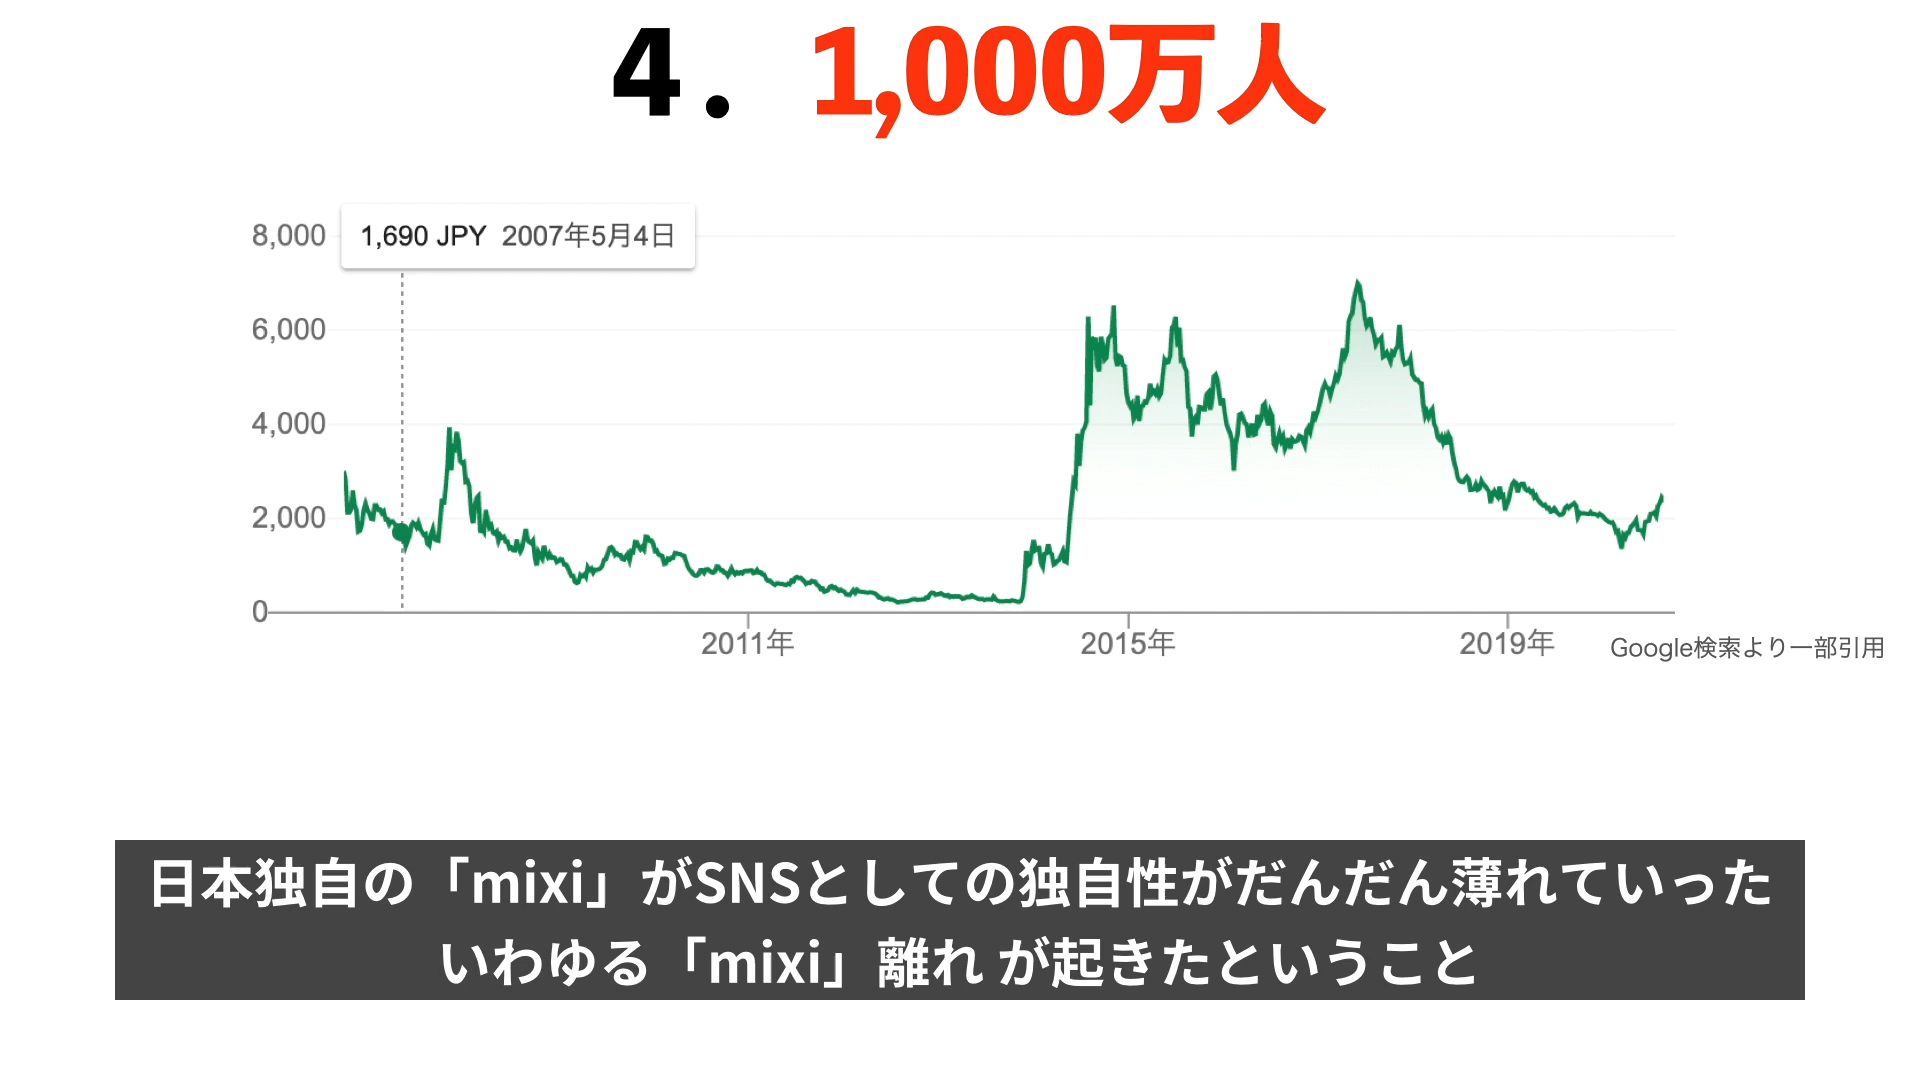 4. 1,000万人
8,000
1,690 JPY 2007年5月4日
6,000
4,000
2,000
0
2011年
2015年
2019年
Google検索より一部引用
日本独自の「mixi」がSNSとしての独自性がだんだん薄れていった
いわゆる「mixi」離れ が起きたということ